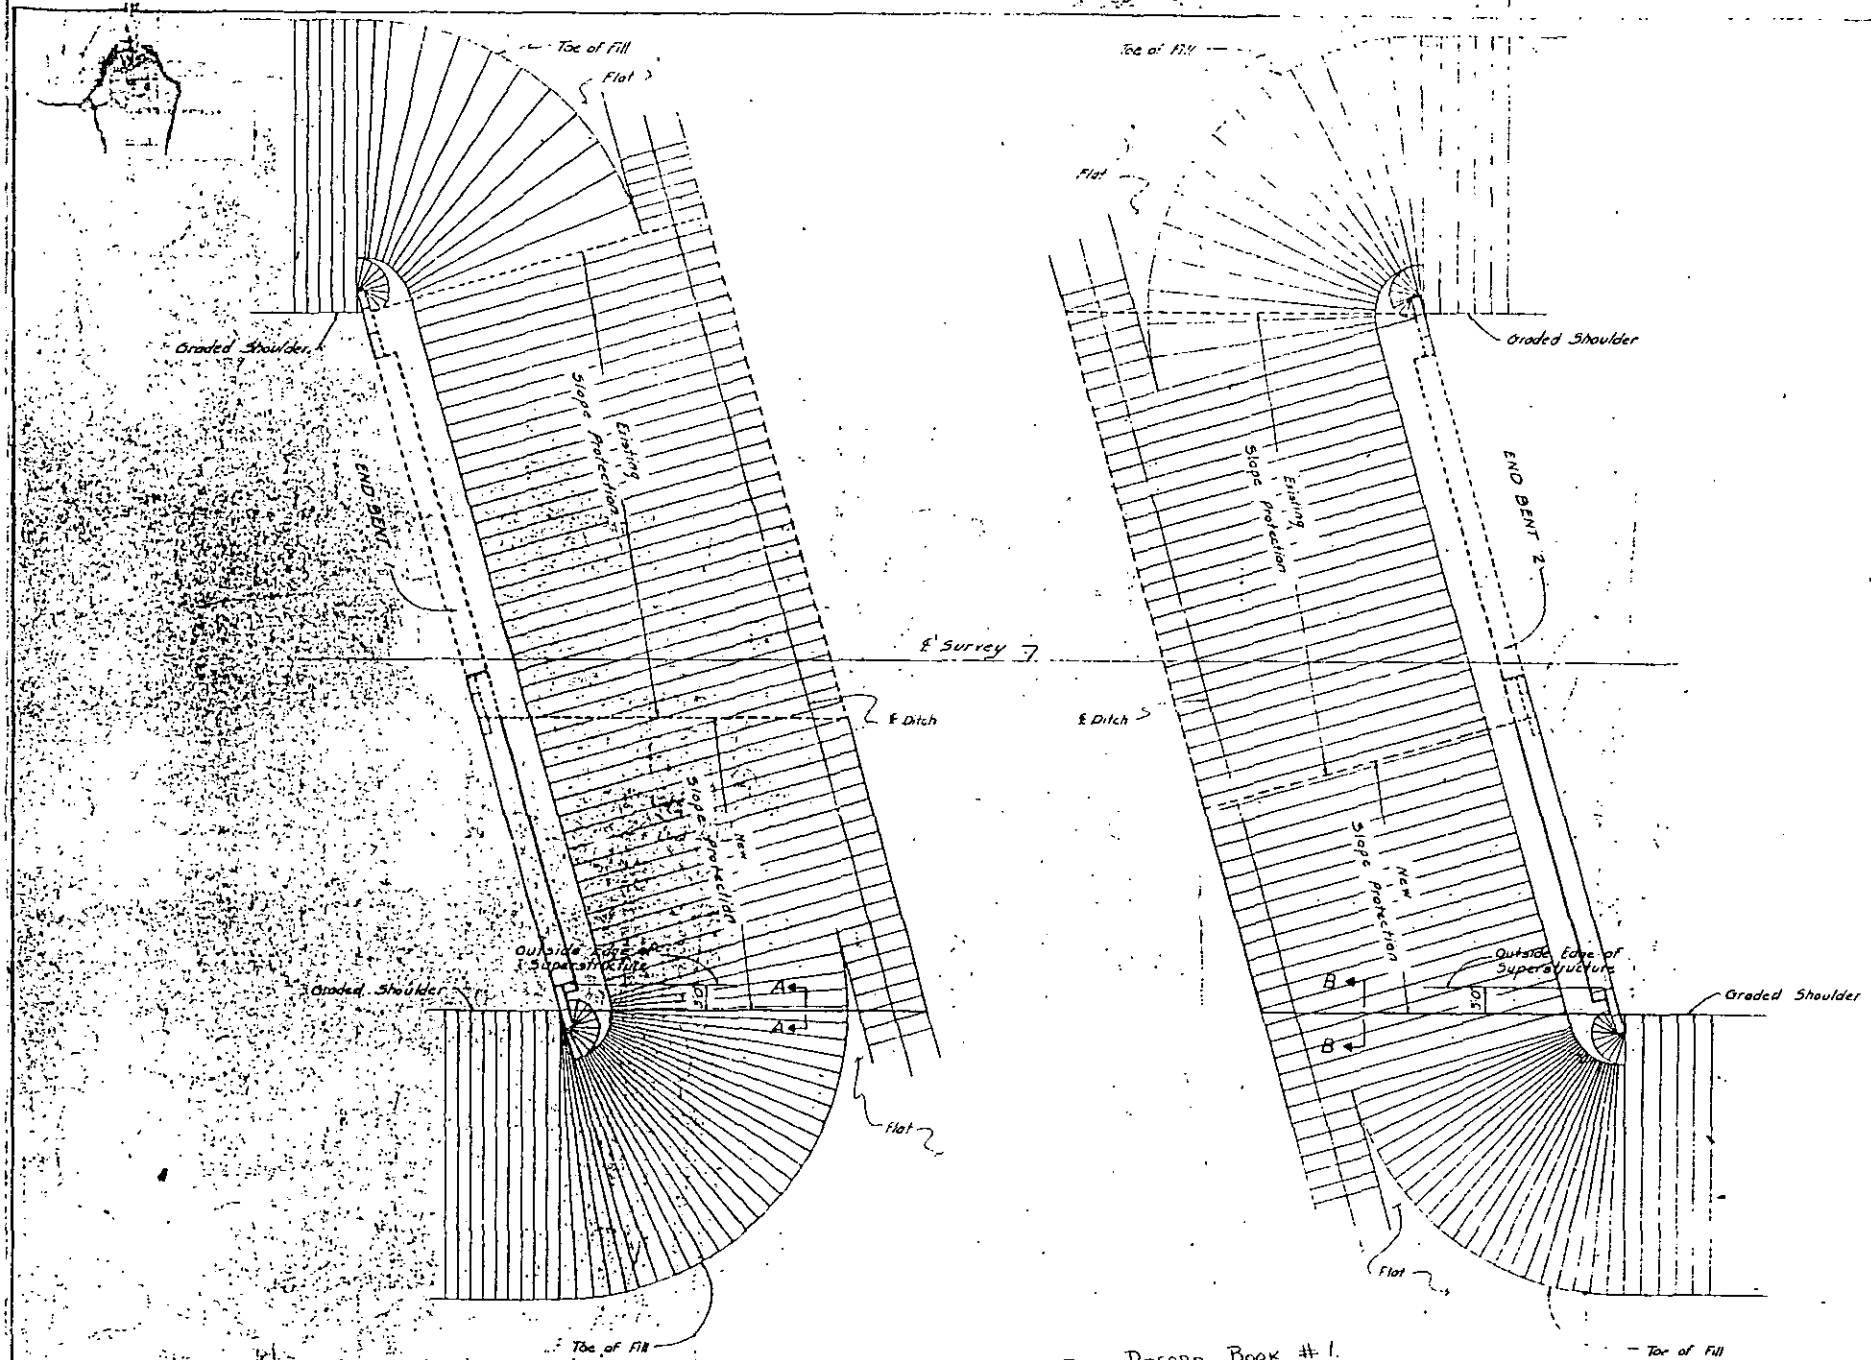 Toe of Fill
Flat
Toe of Fill
Flat
Graded Shoulder
Graded Shoulder
Existing
Slope Protection
Existing
Slope Protection
END BENT 1
END BENT 2
℄ Survey
℄ Ditch
℄ Ditch
New
Slope Protection
New
Slope Protection
Outside Edge of
Superstructure
Outside Edge of
Superstructure
Graded Shoulder
Graded Shoulder
A
A
B
B
Flat
Flat
Toe of Fill
Record Book #1.
Toe of Fill